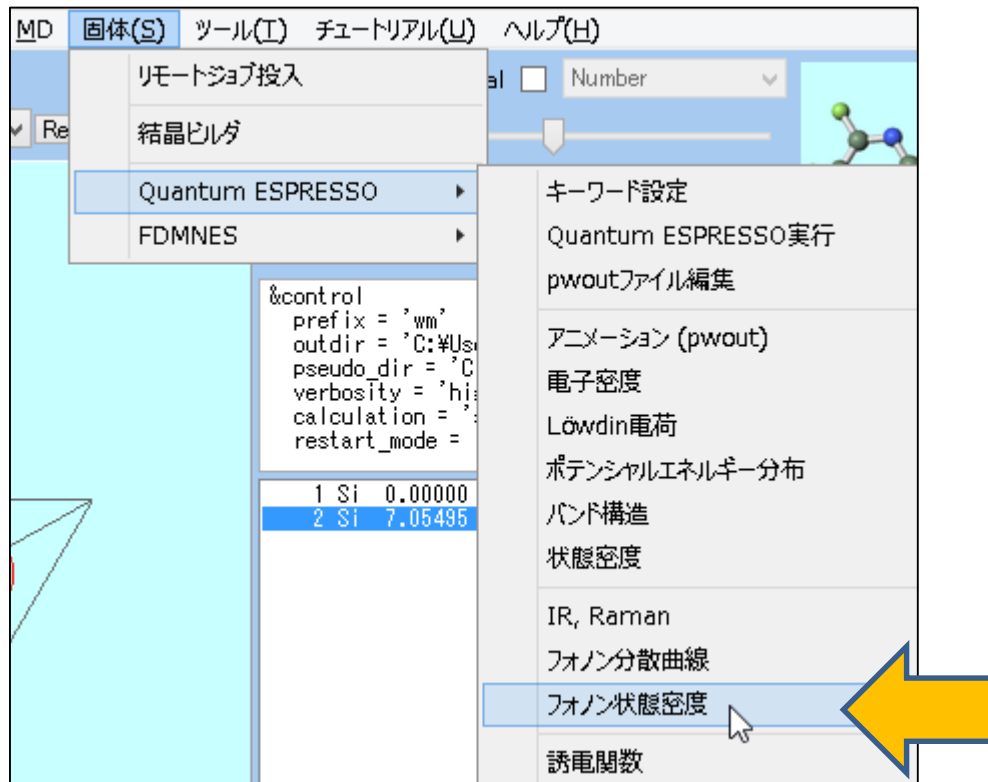 MD 固体(S) ツール(T) チュートリアル(U) ヘルプ(H)
リモートジョブ投入
al Number
Re
結晶ビルダ
Quantum ESPRESSO
FDMNES
キーワード設定
Quantum ESPRESSO実行
pwoutファイル編集
アニメーション (pwout)
電子密度
Löwdin電荷
ポテンシャルエネルギー分布
バンド構造
状態密度
IR, Raman
フォノン分散曲線
フォノン状態密度
誘電関数
&control
prefix = 'wm'
outdir = 'C:¥Use
pseudo_dir = 'C
verbosity = 'hi
calculation = '
restart_mode =
1 Si 0.00000
2 Si 7.05495